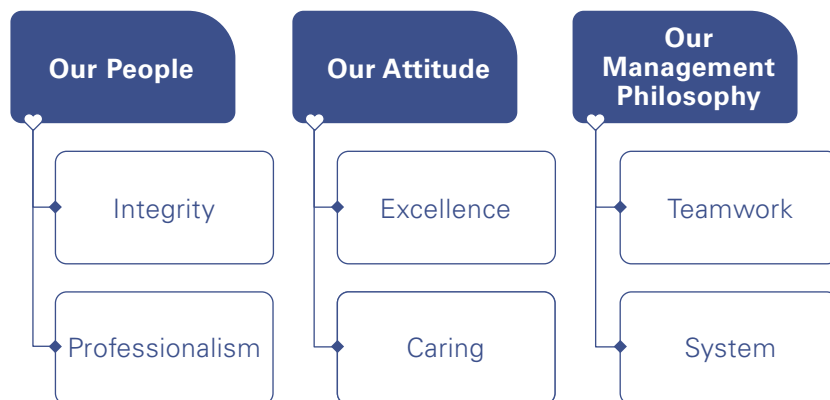 Our People
Integrity
Professionalism
Our Attitude
Excellence
Caring
Our
Management
Philosophy
Teamwork
System